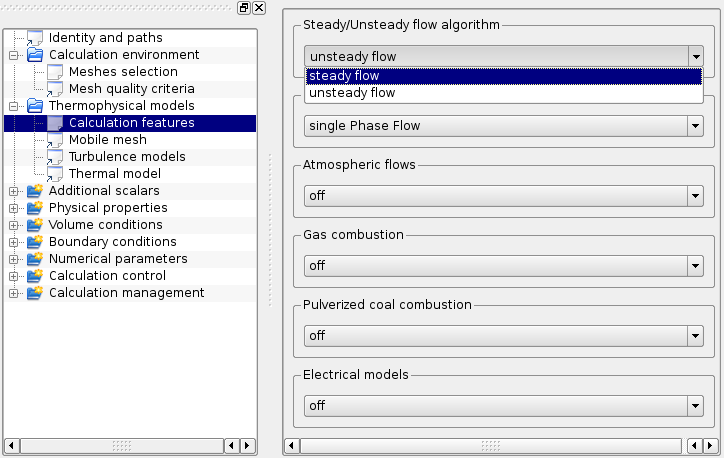 Identity and paths
Calculation environment
Meshes selection
Mesh quality criteria
Thermophysical models
Calculation features
Mobile mesh
Turbulence models
Thermal model
Additional scalars
Physical properties
Volume conditions
Boundary conditions
Numerical parameters
Calculation control
Calculation management
Steady/Unsteady flow algorithm
unsteady flow
steady flow
unsteady flow
single Phase Flow
Atmospheric flows
off
Gas combustion
off
Pulverized coal combustion
off
Electrical models
off